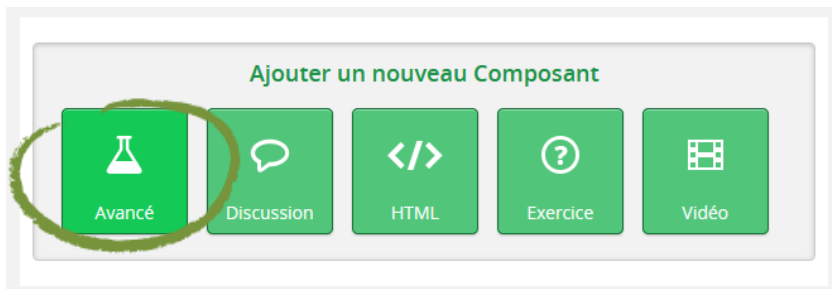 Ajouter un nouveau Composant
Avancé
Discussion
</>
HTML
Exercice
Vidéo